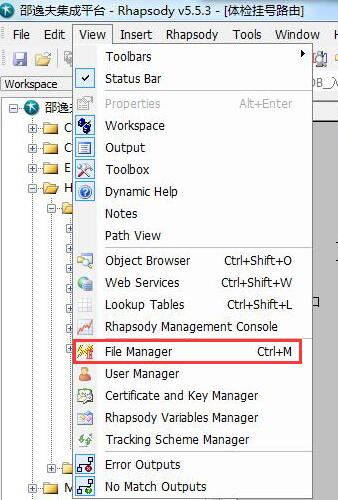 邵逸夫集成平台 - Rhapsody v5.5.3 - [体检挂号路由]
File Edit View Insert Rhapsody Tools Window
Workspace
Toolbars
Status Bar
Properties Alt+Enter
Workspace
Output
Toolbox
Dynamic Help
Notes
Path View
Object Browser Ctrl+Shift+O
Web Services Ctrl+Shift+W
Lookup Tables Ctrl+Shift+L
Rhapsody Management Console
File Manager Ctrl+M
User Manager
Certificate and Key Manager
Rhapsody Variables Manager
Tracking Scheme Manager
Error Outputs
No Match Outputs